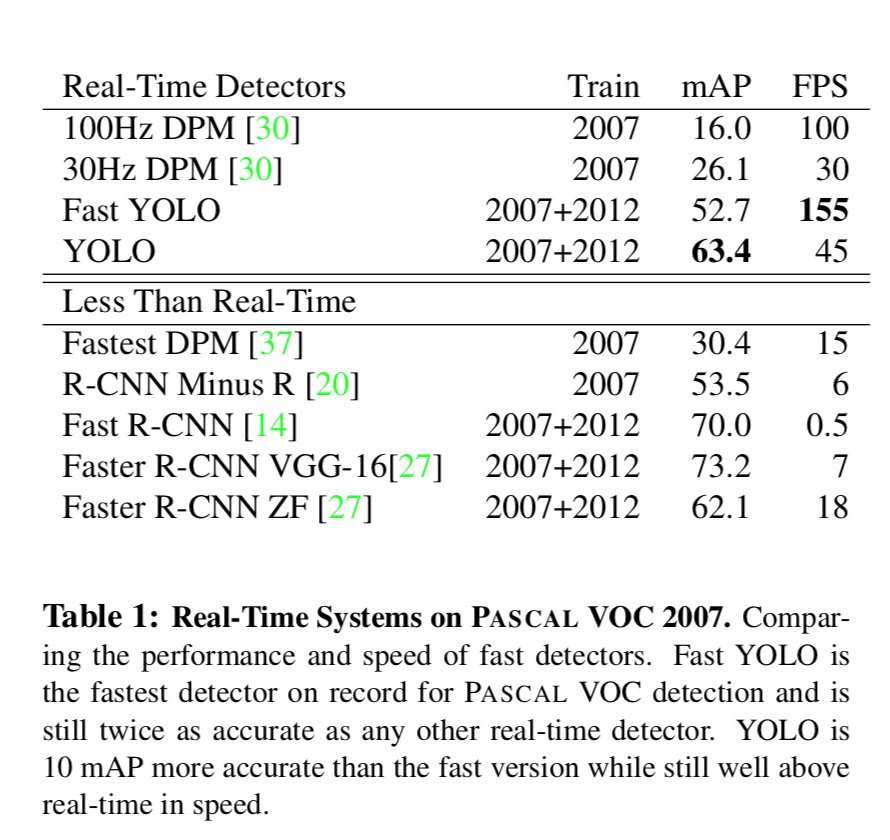 Real-Time Detectors Train mAP FPS
100Hz DPM [30] 2007 16.0 100
30Hz DPM [30] 2007 26.1 30
Fast YOLO 2007+2012 52.7 155
YOLO 2007+2012 63.4 45
Less Than Real-Time
Fastest DPM [37] 2007 30.4 15
R-CNN Minus R [20] 2007 53.5 6
Fast R-CNN [14] 2007+2012 70.0 0.5
Faster R-CNN VGG-16[27] 2007+2012 73.2 7
Faster R-CNN ZF [27] 2007+2012 62.1 18
Table 1: Real-Time Systems on PASCAL VOC 2007. Compar-
ing the performance and speed of fast detectors. Fast YOLO is
the fastest detector on record for PASCAL VOC detection and is
still twice as accurate as any other real-time detector. YOLO is
10 mAP more accurate than the fast version while still well above
real-time in speed.